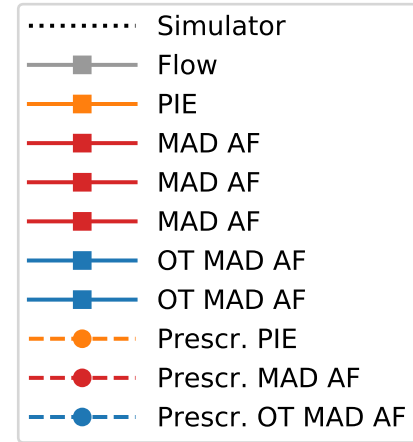 Simulator
Flow
PIE
MAD AF
MAD AF
MAD AF
OT MAD AF
OT MAD AF
Prescr. PIE
Prescr. MAD AF
Prescr. OT MAD AF